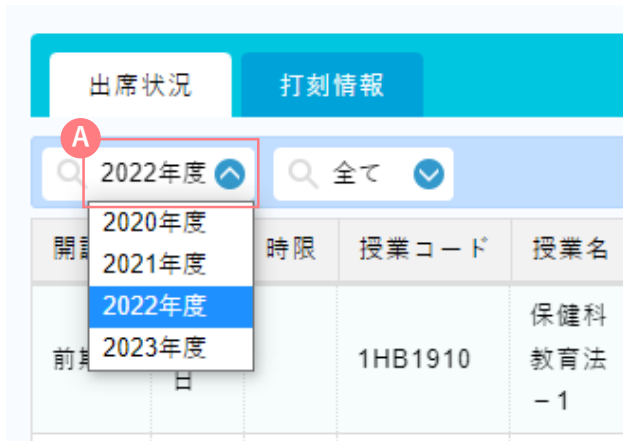 出席状況 打刻情報
A
2022年度 全て
2020年度
2021年度
2022年度
2023年度
開 時限 授業コード 授業名
前 日 1HB1910 保健科
教育法
－1